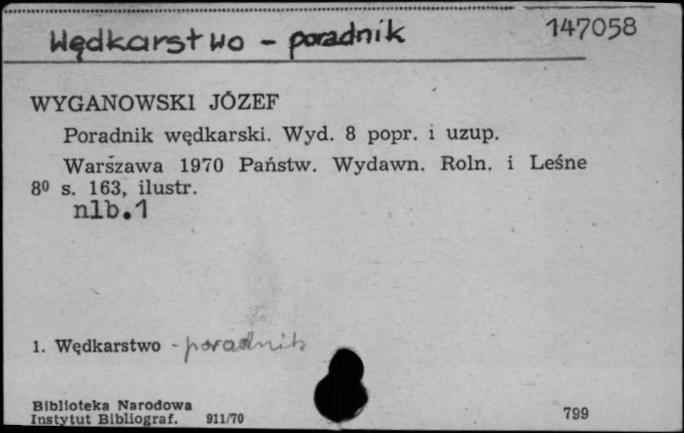 Wędkarstwo - poradnik 147058
WYGANOWSKI JÓZEF
Poradnik wędkarski. Wyd. 8 popr. i uzup.
Warszawa 1970 Państw. Wydawn. Roln. i Leśne
8⁰ s. 163, ilustr.
nlb.1
1. Wędkarstwo - poradnik
Biblioteka Narodowa
Instytut Bibliograf. 911/70 799